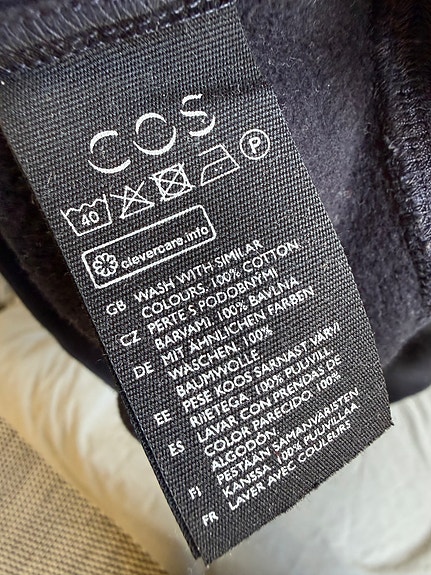 COS
40 P
clevercare.info
GB WASH WITH SIMILAR
COLOURS. 100% COTTON
CZ PERTE S PODOBNÝMI
BARVAMI. 100% BAVLNA
DE MIT ÄHNLICHEN FARBEN
WASCHEN. 100%
BAUMWOLLE
EE PESE KOOS SARNAST VÄRVI
RIIETEGA. 100% PUUVILL
ES LAVAR CON PRENDAS DE
COLOR PARECIDO. 100%
ALGODÓN
FI PESTÄÄN SAMANVÄRISTEN
KANSSA. 100% PUUVILLAA
FR LAVER AVEC COULEURS